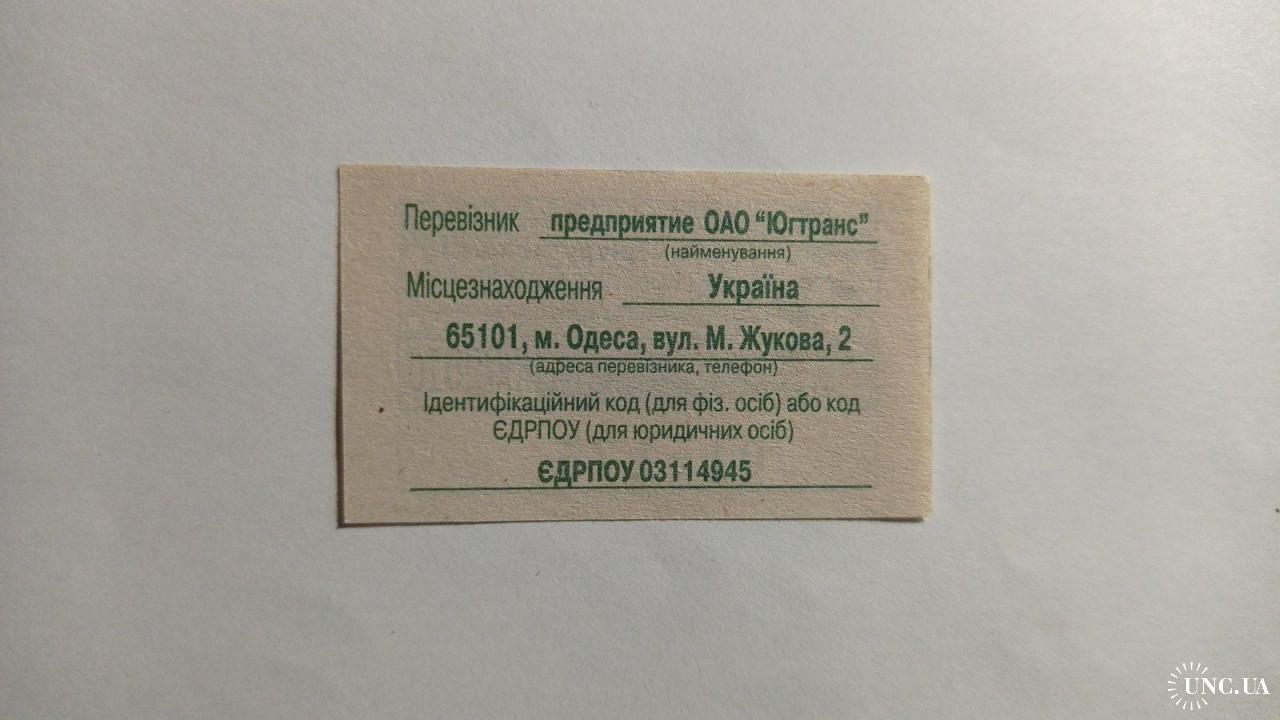 Перевізник предприятие ОАО “Югтранс”
(найменування)
Місцезнаходження Україна
65101, м. Одеса, вул. М. Жукова, 2
(адреса перевізника, телефон)
Ідентифікаційний код (для фіз. осіб) або код
ЄДРПОУ (для юридичних осіб)
ЄДРПОУ 03114945
UNC.UA